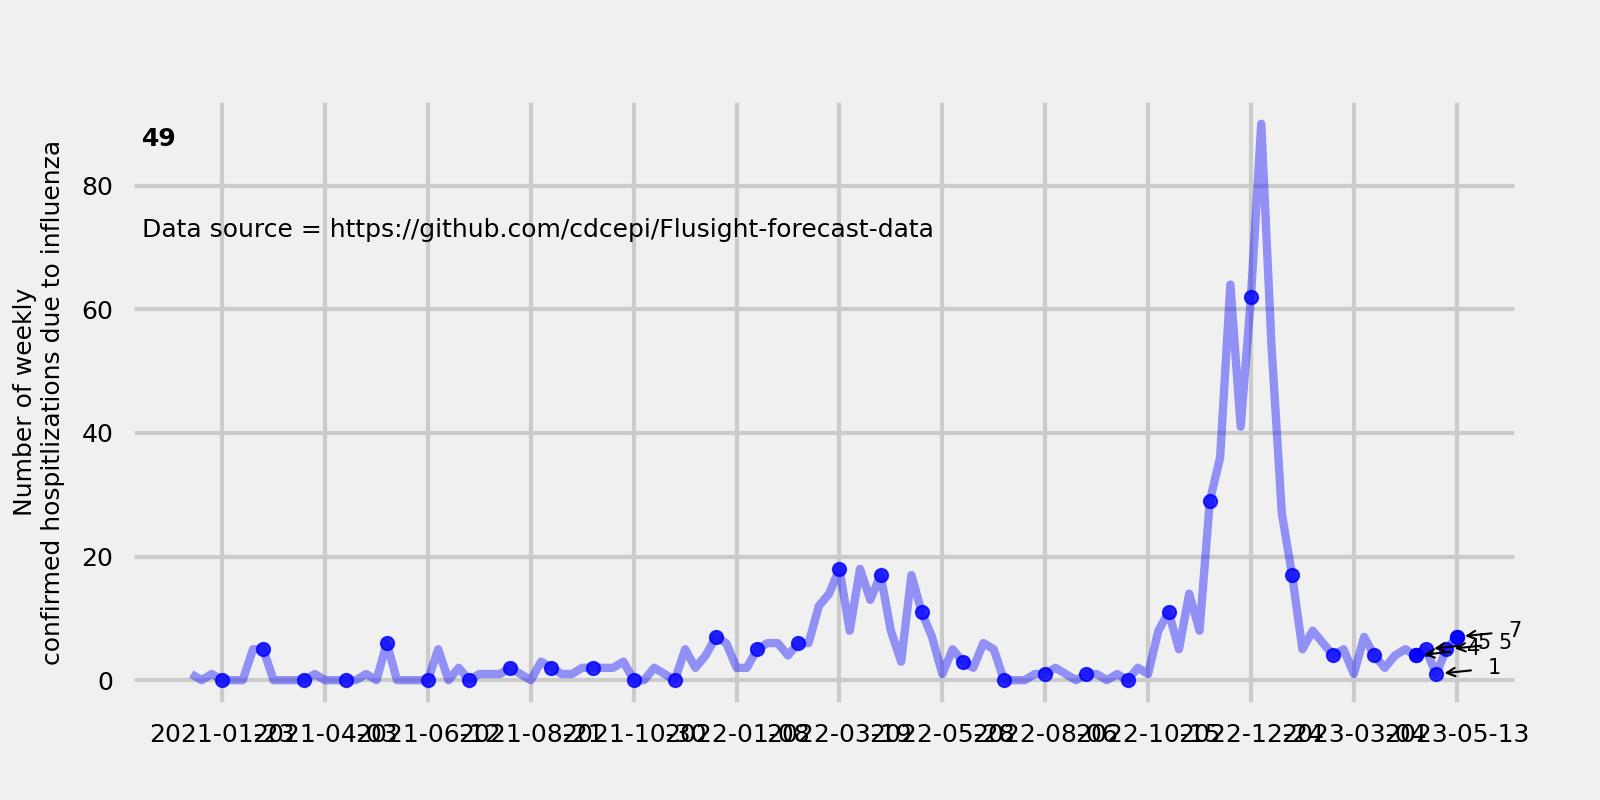 49
Data source = https://github.com/cdcepi/Flusight-forecast-data
Number of weekly
confirmed hospitlizations due to influenza
80
60
40
20
0
7
5 5
4
1
2021-01-23 2021-04-03 2021-06-12 2021-08-21 2021-10-30 2022-01-08 2022-03-19 2022-05-28 2022-08-06 2022-10-15 2022-12-24 2023-03-04 2023-05-13